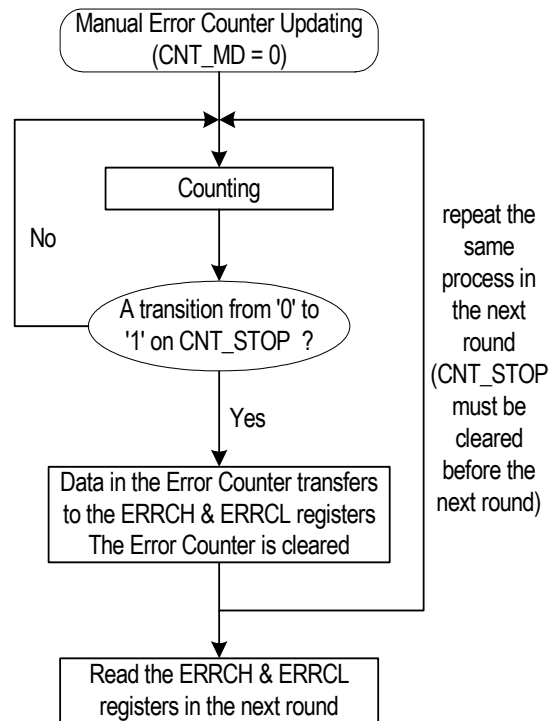 Manual Error Counter Updating
(CNT_MD = 0)
Counting
No
A transition from '0' to
'1' on CNT_STOP  ?
Yes
Data in the Error Counter transfers
to the ERRCH & ERRCL registers
The Error Counter is cleared
repeat the
same
process in
the next
round
(CNT_STOP
must be
cleared
before the
next round)
Read the ERRCH & ERRCL
registers in the next round